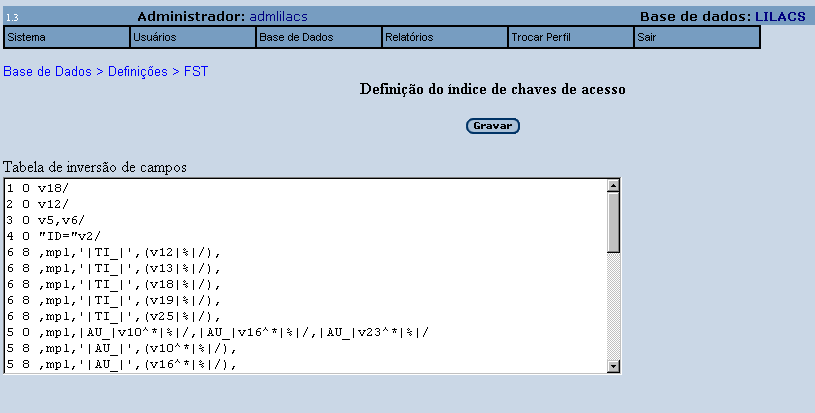 1.3 Administrador: admlilacs Base de dados: LILACS
Sistema Usuários Base de Dados Relatórios Trocar Perfil Sair
Base de Dados > Definições > FST
Definição do índice de chaves de acesso
Gravar
Tabela de inversão de campos
1 0 v18/
2 0 v12/
3 0 v5,v6/
4 0 "ID="v2/
6 8 ,mpl,'|TI_|',(v12|%|/),
6 8 ,mpl,'|TI_|',(v13|%|/),
6 8 ,mpl,'|TI_|',(v18|%|/),
6 8 ,mpl,'|TI_|',(v19|%|/),
6 8 ,mpl,'|TI_|',(v25|%|/),
5 0 ,mpl,|AU_|v10^*|%|/,|AU_|v16^*|%|/,|AU_|v23^*|%|/
5 8 ,mpl,'|AU_|',(v10^*|%|/),
5 8 ,mpl,'|AU_|',(v16^*|%|/),